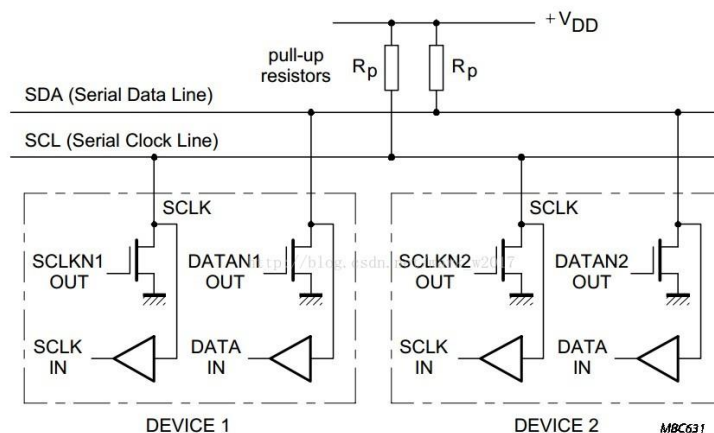 +VDD
pull-up
resistors
Rp
Rp
SDA (Serial Data Line)
SCL (Serial Clock Line)
SCLK
SCLK
SCLKN1
OUT
DATAN1
OUT
SCLKN2
OUT
DATAN2
OUT
SCLK
IN
DATA
IN
SCLK
IN
DATA
IN
DEVICE 1
DEVICE 2
MBC631